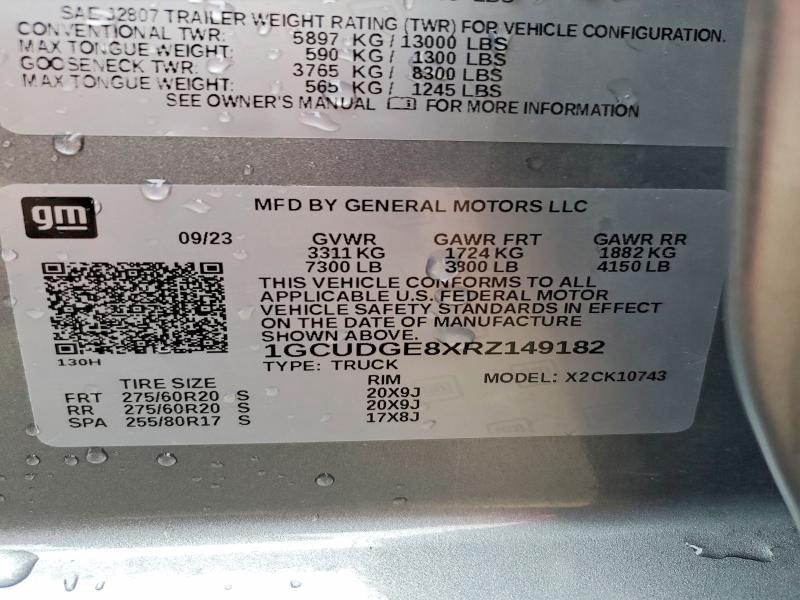 LBS
SAE J2807 TRAILER WEIGHT RATING (TWR) FOR VEHICLE CONFIGURATION.
CONVENTIONAL TWR: 5897 KG / 13000 LBS
MAX TONGUE WEIGHT: 590 KG / 1300 LBS
GOOSENECK TWR: 3765 KG / 8300 LBS
MAX TONGUE WEIGHT: 565 KG / 1245 LBS
SEE OWNER'S MANUAL FOR MORE INFORMATION
gm
MFD BY GENERAL MOTORS LLC
09/23 GVWR GAWR FRT GAWR RR
3311 KG 1724 KG 1882 KG
7300 LB 3900 LB 4150 LB
THIS VEHICLE CONFORMS TO ALL
APPLICABLE U.S. FEDERAL MOTOR
VEHICLE SAFETY STANDARDS IN EFFECT
ON THE DATE OF MANUFACTURE
SHOWN ABOVE.
1GCUDGE8XRZ149182
130H
TYPE: TRUCK MODEL: X2CK10743
TIRE SIZE RIM
FRT 275/60R20 S 20X9J
RR 275/60R20 S 20X9J
SPA 255/80R17 S 17X8J